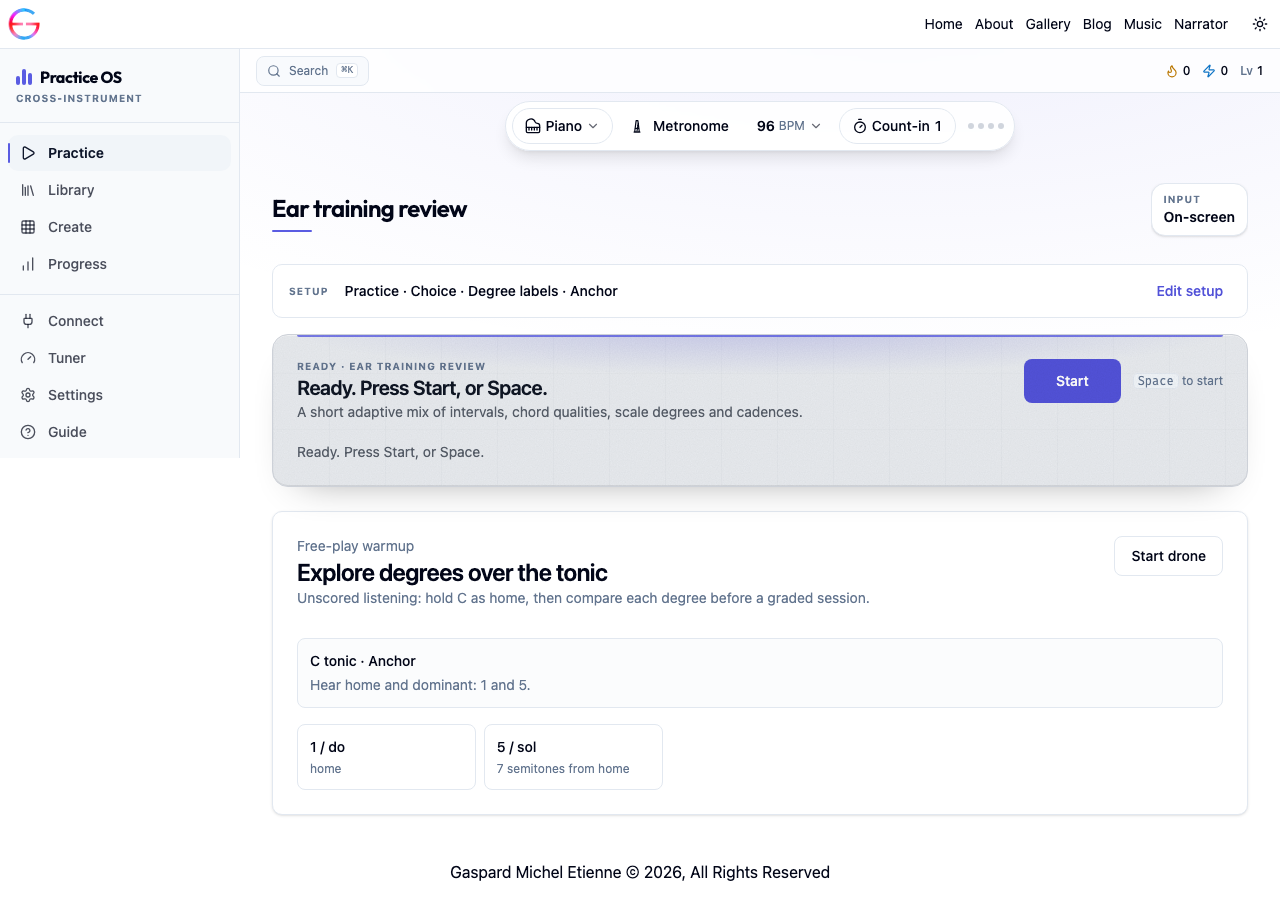 Home About Gallery Blog Music Narrator
Practice OS
CROSS-INSTRUMENT
Search ⌘K
0 0 Lv 1
Piano Metronome 96 BPM Count-in 1
Practice
Library
Create
Progress
Connect
Tuner
Settings
Guide
Ear training review
INPUT
On-screen
SETUP Practice · Choice · Degree labels · Anchor Edit setup
READY · EAR TRAINING REVIEW
Ready. Press Start, or Space.
A short adaptive mix of intervals, chord qualities, scale degrees and cadences.
Start Space to start
Ready. Press Start, or Space.
Free-play warmup
Explore degrees over the tonic
Unscored listening: hold C as home, then compare each degree before a graded session.
Start drone
C tonic · Anchor
Hear home and dominant: 1 and 5.
1 / do
home
5 / sol
7 semitones from home
Gaspard Michel Etienne © 2026, All Rights Reserved